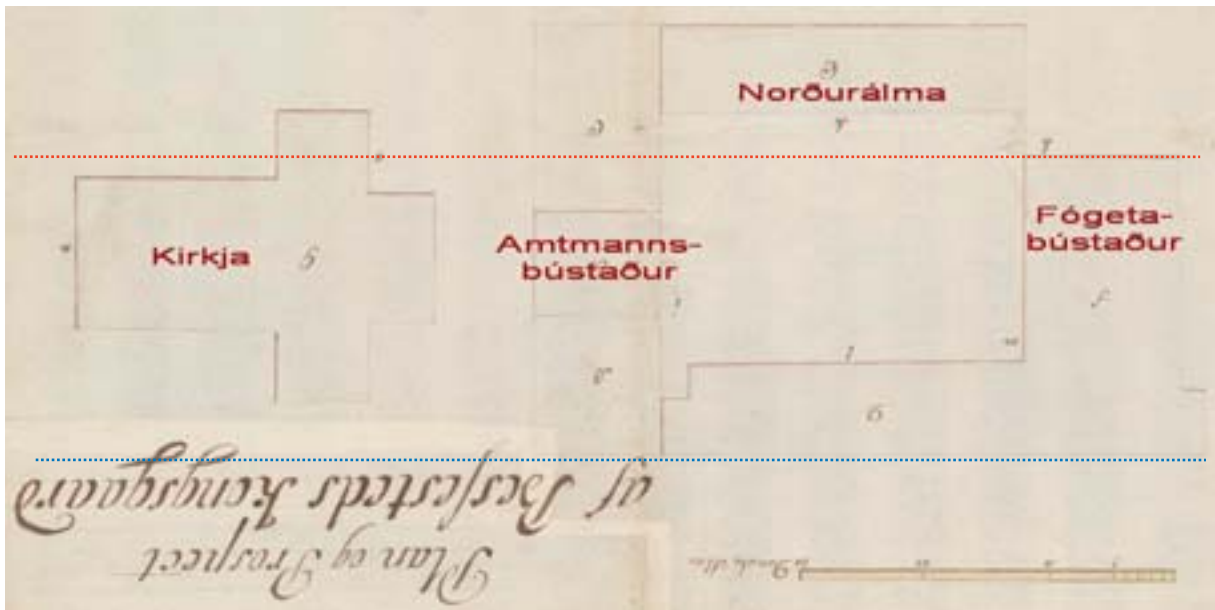 Norðurálma
Kirkja
Amtmanns-
bústaður
Fógeta-
bústaður
Plan og Prospect
af Bessesteds Kongsgaard